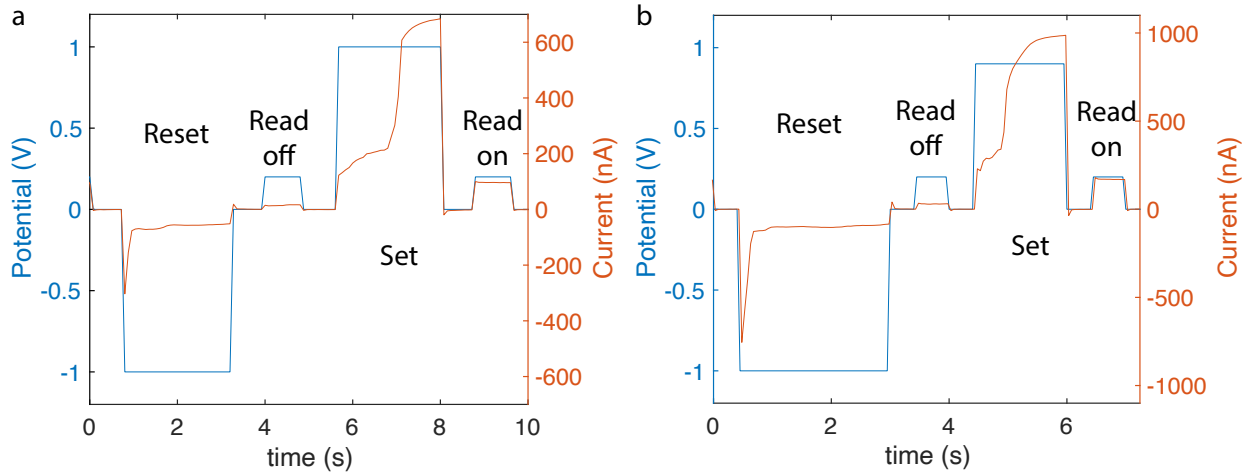 a
Potential (V)
1
0.5
0
-0.5
-1
Reset
Read
off
Set
Read
on
600
400
200
0
-200
-400
-600
Current (nA)
0
2
4
6
8
10
time (s)
b
Potential (V)
1
0.5
0
-0.5
-1
Reset
Read
off
Set
Read
on
1000
500
0
-500
-1000
Current (nA)
0
2
4
6
time (s)